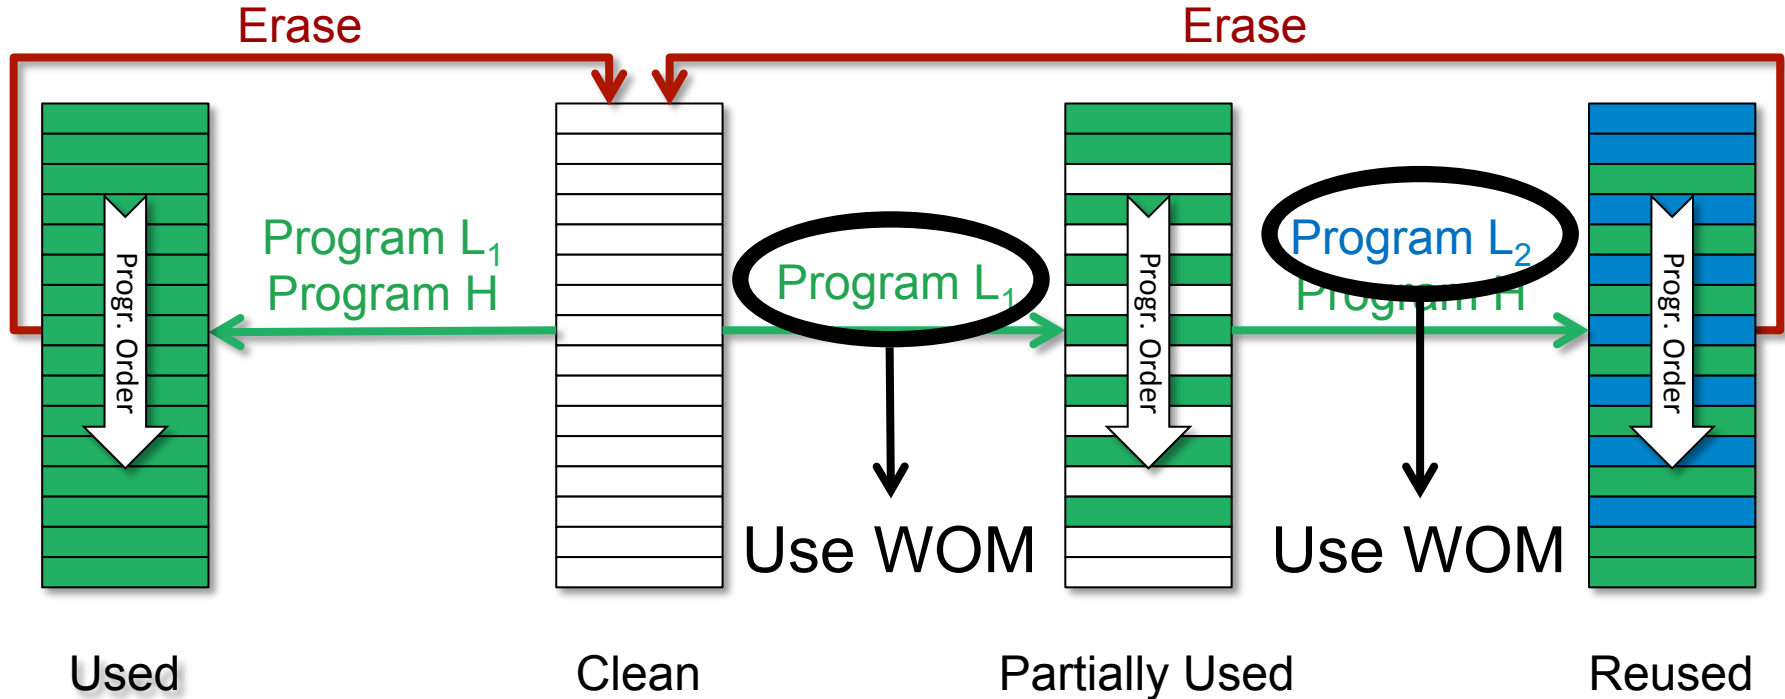 Erase
Erase
Program L₁
Program H
Program L₁
Program L₂
Program H
Progr. Order
Progr. Order
Progr. Order
Use WOM
Use WOM
Used
Clean
Partially Used
Reused